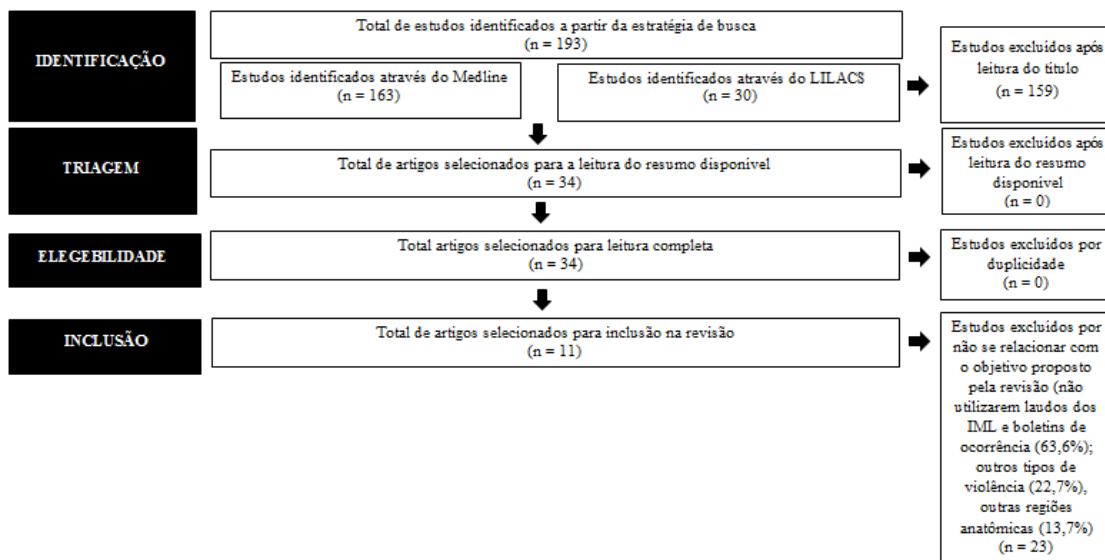 IDENTIFICAÇÃO
Total de estudos identificados a partir da estratégia de busca
(n = 193)
Estudos identificados através do Medline
(n = 163)
Estudos identificados através do LILACS
(n = 30)
Estudos excluídos após
leitura do título
(n = 159)
TRIAGEM
Total de artigos selecionados para a leitura do resumo disponível
(n = 34)
Estudos excluídos após
leitura do resumo
disponível
(n = 0)
ELEGEBILIDADE
Total artigos selecionados para leitura completa
(n = 34)
Estudos excluídos por
duplicidade
(n = 0)
INCLUSÃO
Total de artigos selecionados para inclusão na revisão
(n = 11)
Estudos excluídos por
não se relacionar com
o objetivo proposto
pela revisão (não
utilizarem laudos dos
IML e boletins de
ocorrência (63,6%);
outros tipos de
violência (22,7%),
outras regiões
anatômicas (13,7%)
(n = 23)